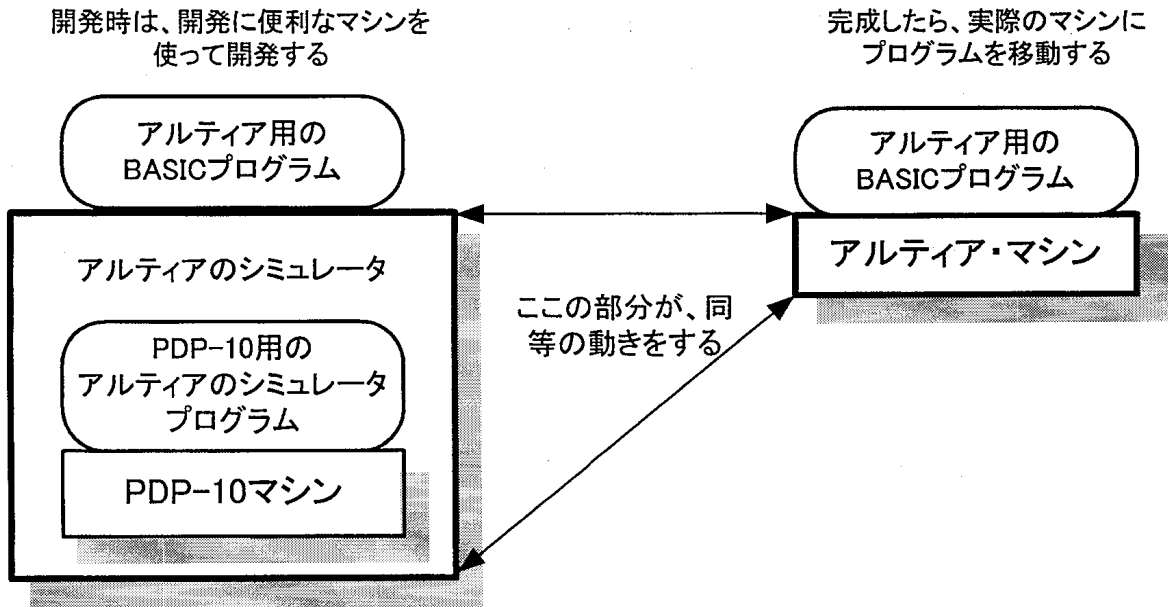 開発時は、開発に便利なマシンを
使って開発する
アルティア用の
BASICプログラム
アルティアのシミュレータ
PDP-10用の
アルティアのシミュレータ
プログラム
PDP-10マシン
ここの部分が、同
等の動きをする
完成したら、実際のマシンに
プログラムを移動する
アルティア用の
BASICプログラム
アルティア・マシン